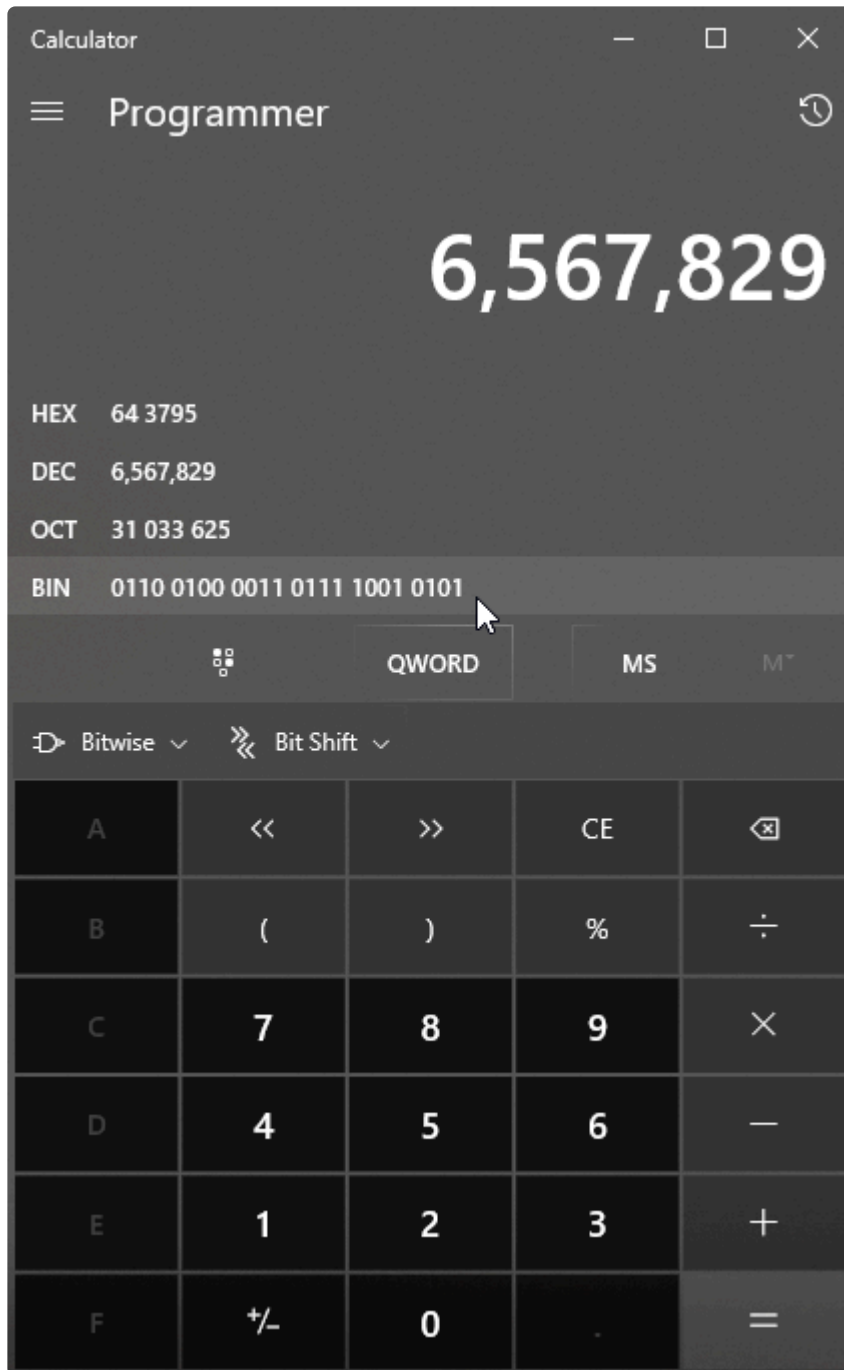 Calculator
Programmer
6,567,829
HEX 64 3795
DEC 6,567,829
OCT 31 033 625
BIN 0110 0100 0011 0111 1001 0101
QWORD MS M˅
Bitwise Bit Shift
A << >> CE
B ( ) % ÷
C 7 8 9 ×
D 4 5 6 −
E 1 2 3 +
F +/− 0 . =